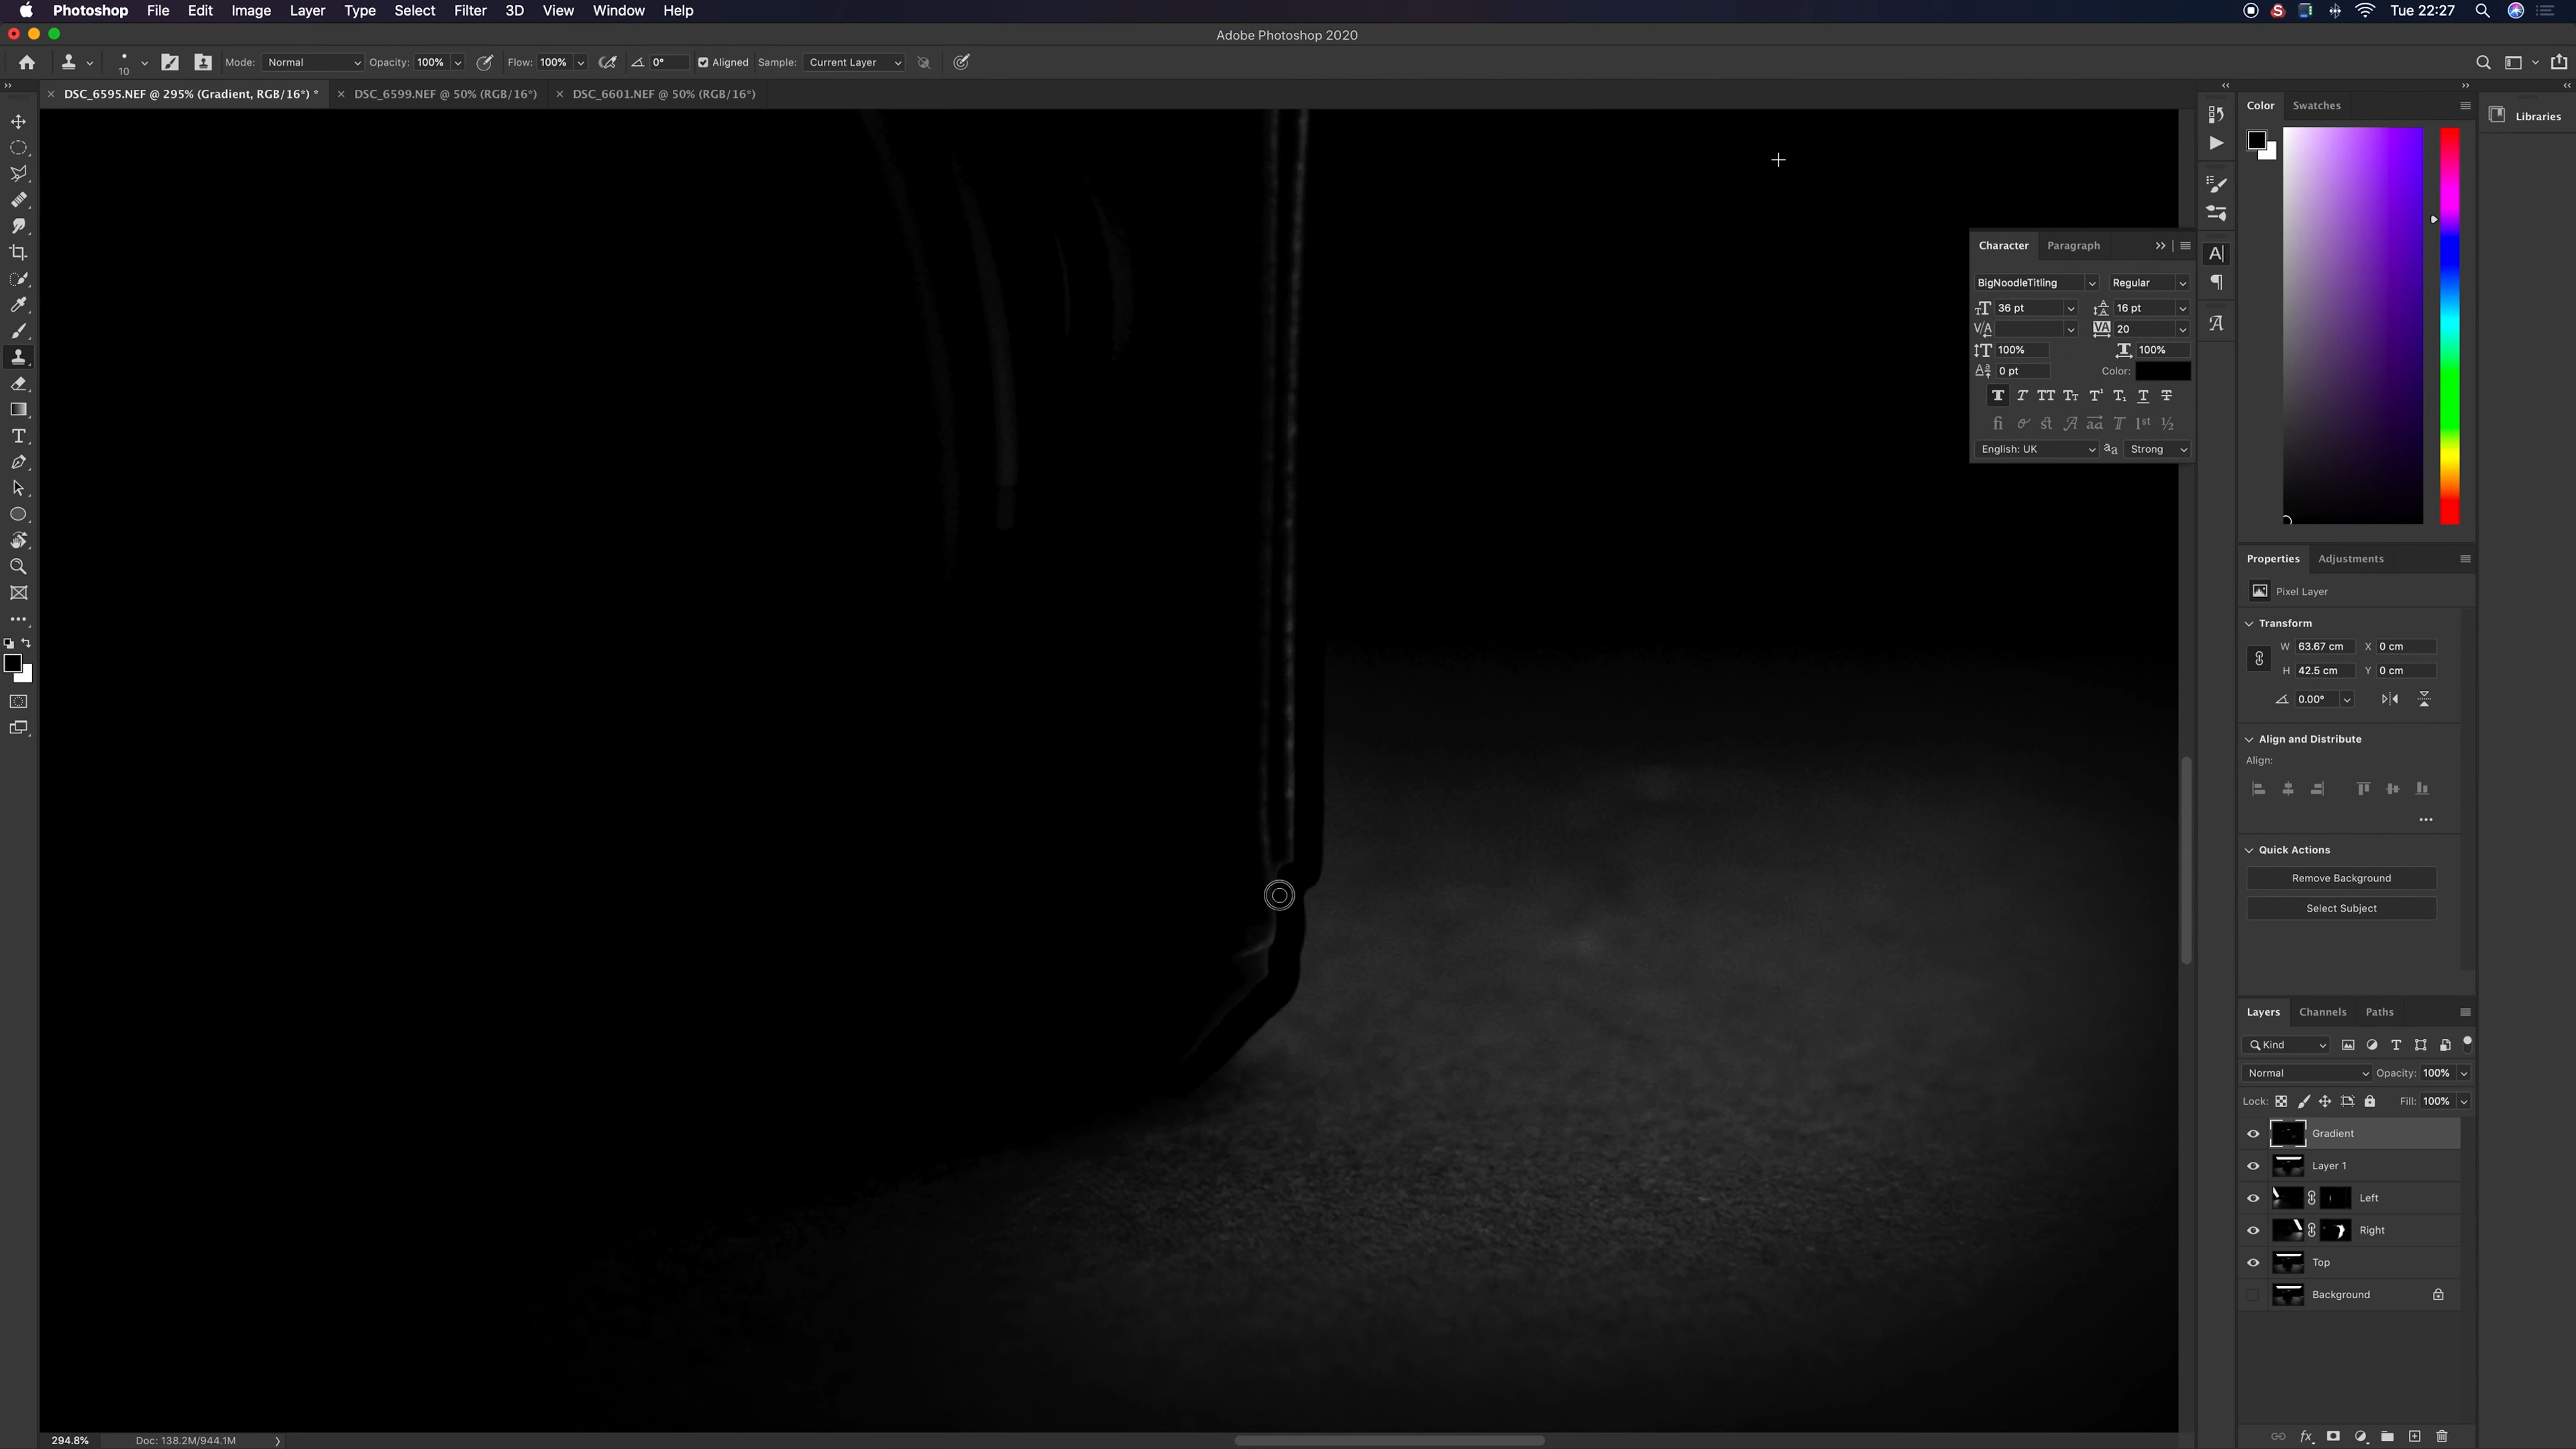 Photoshop File Edit Image Layer Type Select Filter 3D View Window Help Tue 22:27
Adobe Photoshop 2020
10 Mode: Normal Opacity: 100% Flow: 100% 0° Aligned Sample: Current Layer
DSC_6595.NEF @ 295% (Gradient, RGB/16*) * DSC_6599.NEF @ 50% (RGB/16*) DSC_6601.NEF @ 50% (RGB/16*)
Color Swatches
Libraries
Character Paragraph
BigNoodleTitling Regular
36 pt 16 pt
20
100% 100%
0 pt Color:
English: UK Strong
Properties Adjustments
Pixel Layer
Transform
W 63.67 cm X 0 cm
H 42.5 cm Y 0 cm
0.00°
Align and Distribute
Align:
Quick Actions
Remove Background
Select Subject
Layers Channels Paths
Kind
Normal Opacity: 100%
Lock: Fill: 100%
Gradient
Layer 1
Left
Right
Top
Background
294.8% Doc: 138.2M/944.1M